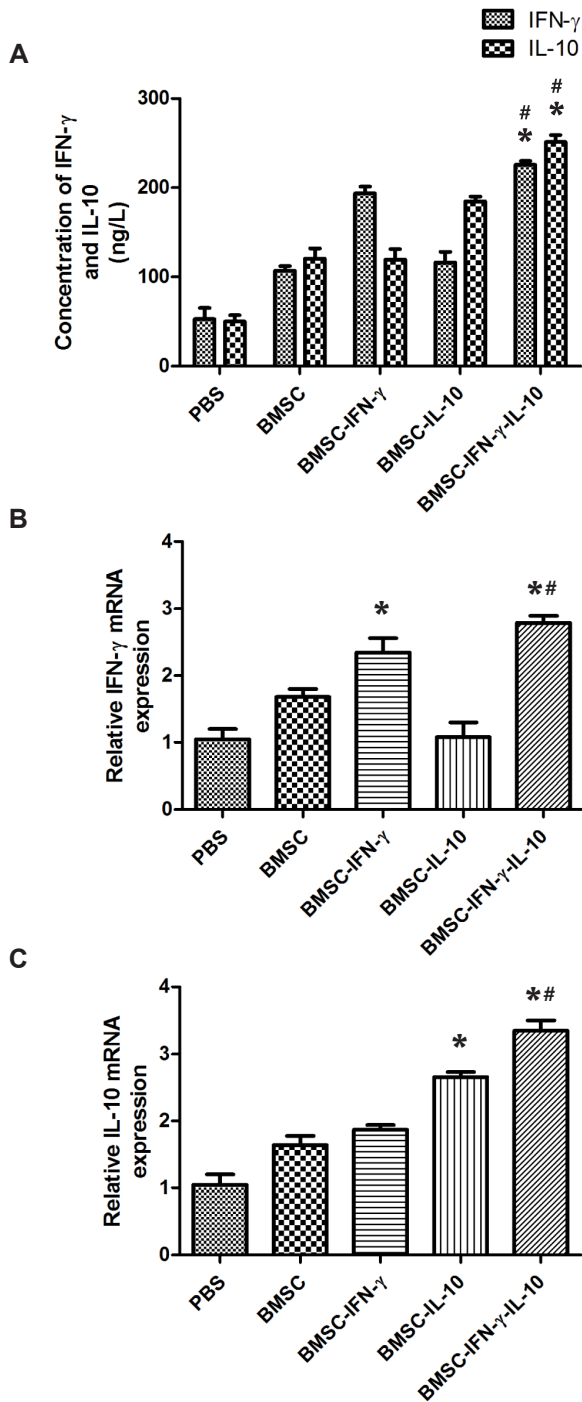 IFN-γ
IL-10
A
Concentration of IFN-γ
and IL-10
(ng/L)
300
200
100
0
# #
* *
PBS
BMSC
BMSC-IFN-γ
BMSC-IL-10
BMSC-IFN-γ-IL-10
B
Relative IFN-γ mRNA
expression
4
3
2
1
0
*
*#
PBS
BMSC
BMSC-IFN-γ
BMSC-IL-10
BMSC-IFN-γ-IL-10
C
Relative IL-10 mRNA
expression
4
3
2
1
0
*
*#
PBS
BMSC
BMSC-IFN-γ
BMSC-IL-10
BMSC-IFN-γ-IL-10